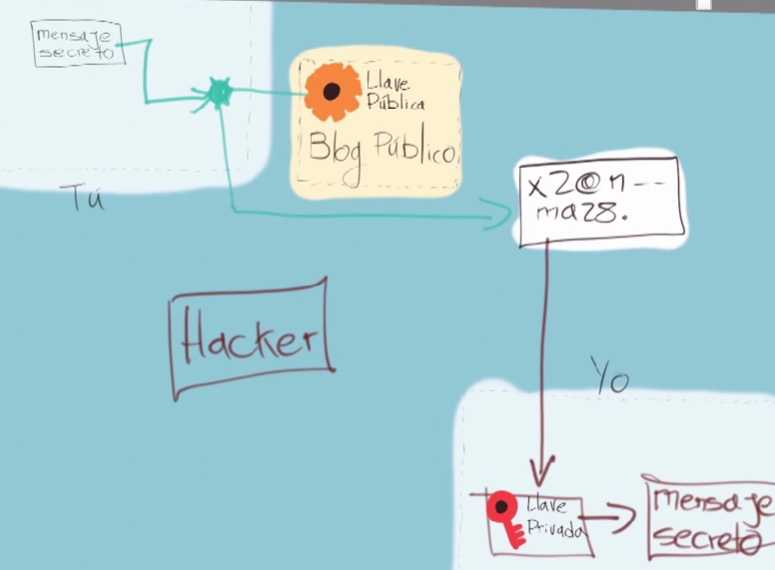 mensaje
secreto
Llave
Pública
Blog Público
Tú
x2@n--
ma28.
Hacker
Yo
Llave
Privada
mensaje
secreto